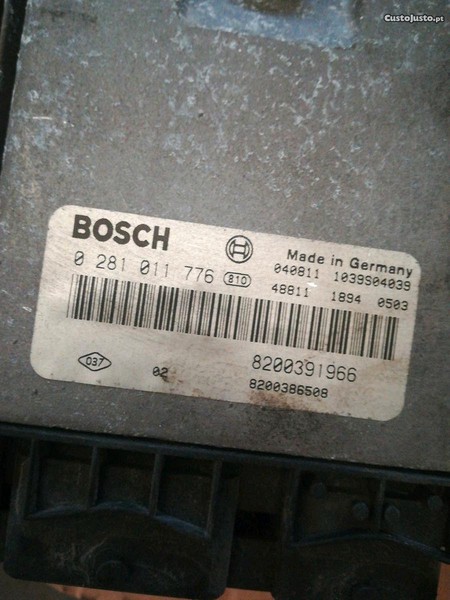 CustoJusto.pt
BOSCH
Made in Germany
0 281 011 776 810
040811 1039S04039
48811 1894 0503
037
02
8200391966
8200386508